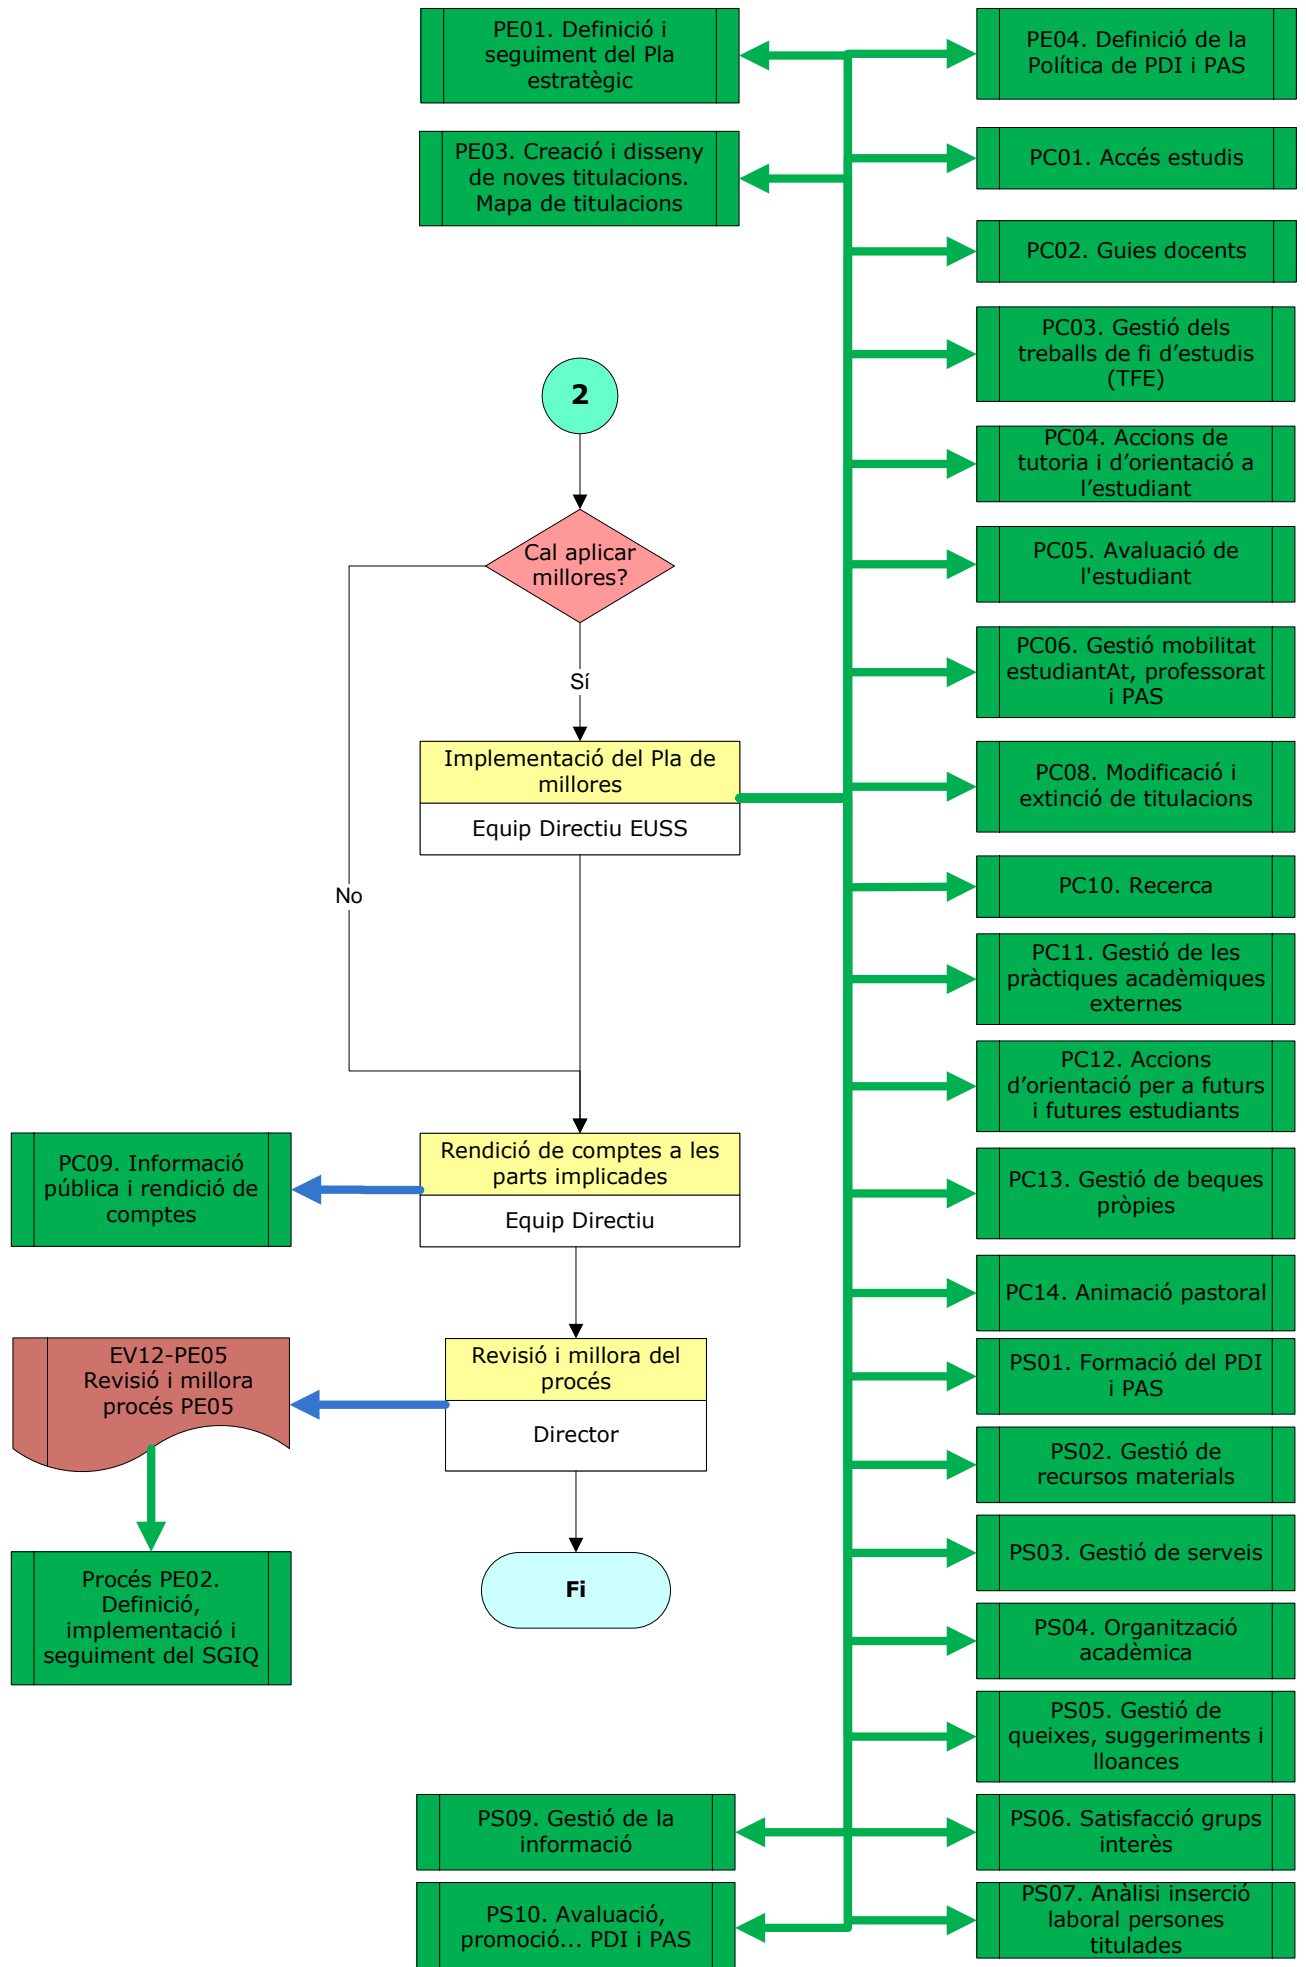 PE01. Definició i
seguiment del Pla
estratègic
PE03. Creació i disseny
de noves titulacions.
Mapa de titulacions
2
Cal aplicar
millores?
Sí
No
Implementació del Pla de
millores
Equip Directiu EUSS
Rendició de comptes a les
parts implicades
Equip Directiu
PC09. Informació
pública i rendició de
comptes
Revisió i millora del
procés
Director
EV12-PE05
Revisió i millora
procés PE05
Procés PE02.
Definició,
implementació i
seguiment del SGIQ
Fi
PS09. Gestió de la
informació
PS10. Avaluació,
promoció... PDI i PAS
PE04. Definició de la
Política de PDI i PAS
PC01. Accés estudis
PC02. Guies docents
PC03. Gestió dels
treballs de fi d’estudis
(TFE)
PC04. Accions de
tutoria i d’orientació a
l’estudiant
PC05. Avaluació de
l'estudiant
PC06. Gestió mobilitat
estudiantAt, professorat
i PAS
PC08. Modificació i
extinció de titulacions
PC10. Recerca
PC11. Gestió de les
pràctiques acadèmiques
externes
PC12. Accions
d’orientació per a futurs
i futures estudiants
PC13. Gestió de beques
pròpies
PC14. Animació pastoral
PS01. Formació del PDI
i PAS
PS02. Gestió de
recursos materials
PS03. Gestió de serveis
PS04. Organització
acadèmica
PS05. Gestió de
queixes, suggeriments i
lloances
PS06. Satisfacció grups
interès
PS07. Anàlisi inserció
laboral persones
titulades